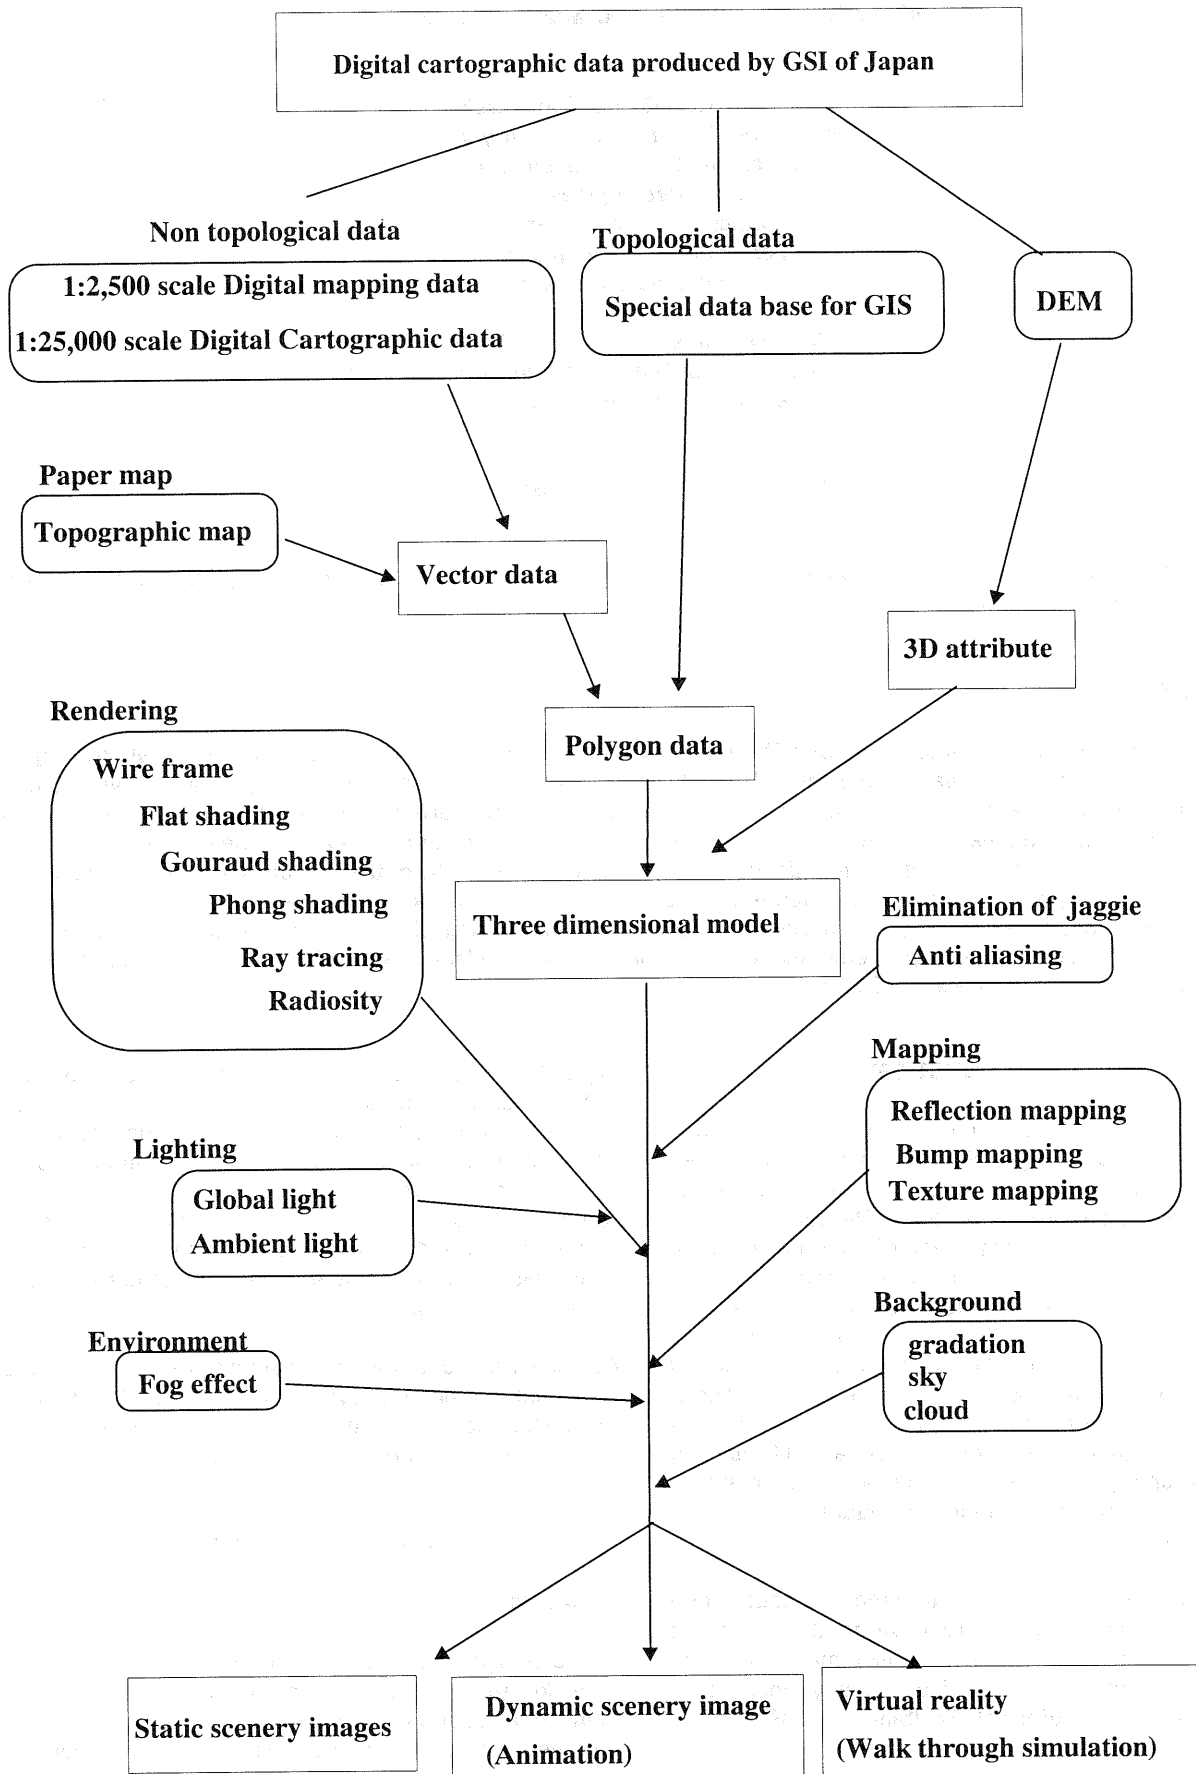 Digital cartographic data produced by GSI of Japan
Non topological data
1:2,500 scale Digital mapping data
1:25,000 scale Digital Cartographic data
Topological data
Special data base for GIS
DEM
Paper map
Topographic map
Vector data
3D attribute
Polygon data
Rendering
Wire frame
Flat shading
Gouraud shading
Phong shading
Ray tracing
Radiosity
Three dimensional model
Elimination of jaggie
Anti aliasing
Mapping
Reflection mapping
Bump mapping
Texture mapping
Lighting
Global light
Ambient light
Background
gradation
sky
cloud
Environment
Fog effect
Static scenery images
Dynamic scenery image
(Animation)
Virtual reality
(Walk through simulation)